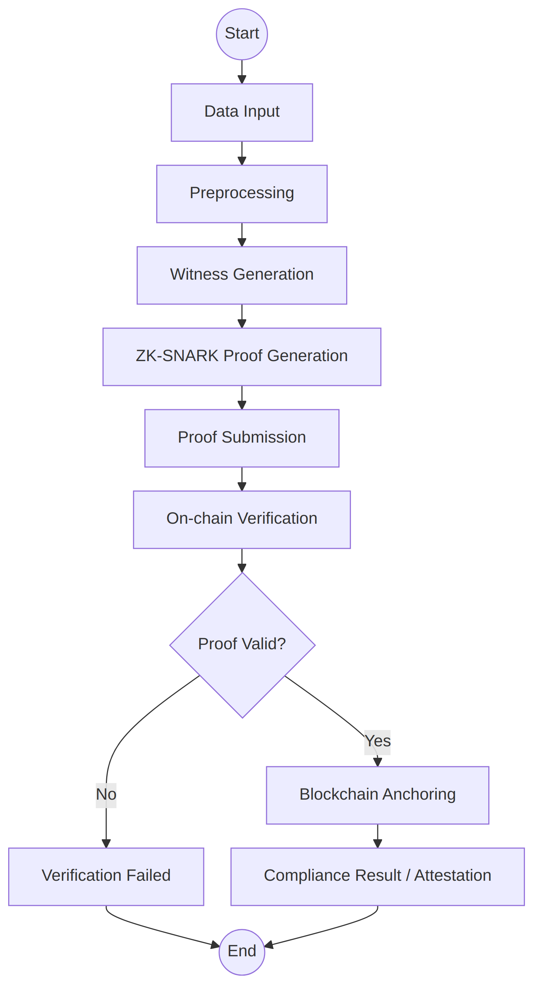 Start
Data Input
Preprocessing
Witness Generation
ZK-SNARK Proof Generation
Proof Submission
On-chain Verification
Proof Valid?
Yes
No
Blockchain Anchoring
Verification Failed
Compliance Result / Attestation
End